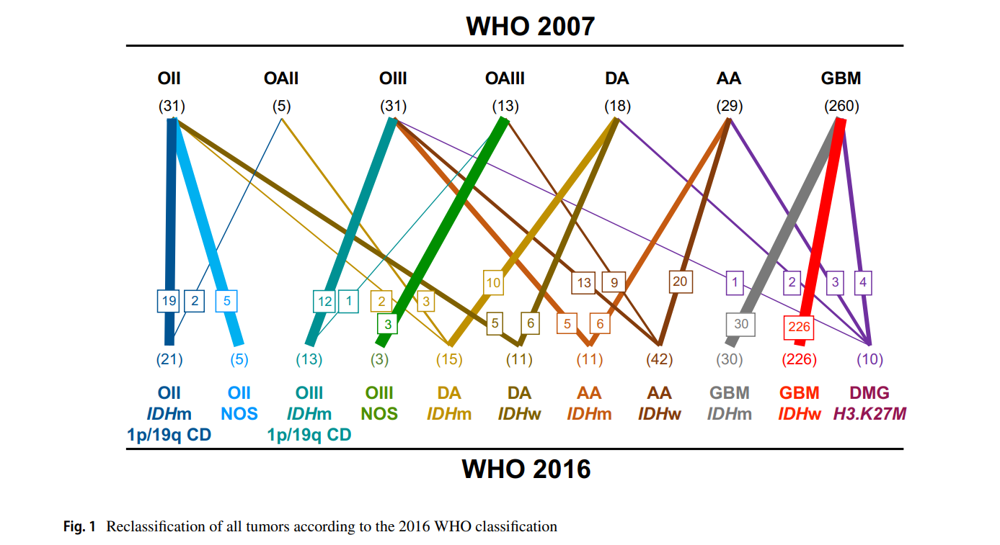 WHO 2007
OII OAII OIII OAIII DA AA GBM
(31) (5) (31) (13) (18) (29) (260)
10 13 9 20 1 2 3 4
19 2 5 12 1 2 3
3 5 6 5 6 30 226
(21) (5) (13) (3) (15) (11) (11) (42) (30) (226) (10)
OII OII OIII OIII DA DA AA AA GBM GBM DMG
IDHm NOS IDHm NOS IDHm IDHw IDHm IDHw IDHm IDHw H3.K27M
1p/19q CD 1p/19q CD
WHO 2016
Fig. 1 Reclassification of all tumors according to the 2016 WHO classification